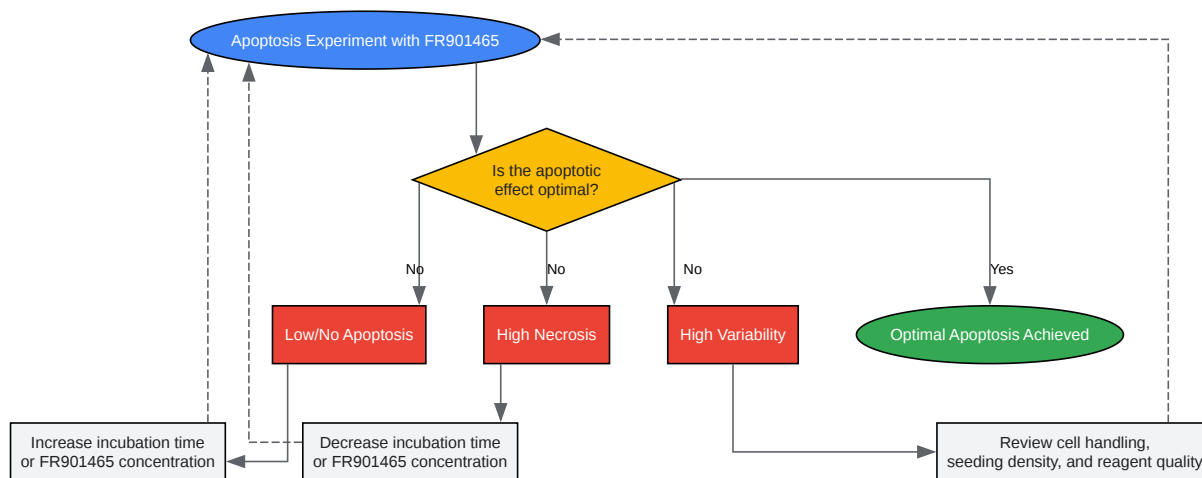 Apoptosis Experiment with FR901465
Is the apoptotic
effect optimal?
No
No
No
Yes
Low/No Apoptosis
High Necrosis
High Variability
Optimal Apoptosis Achieved
Increase incubation time
or FR901465 concentration
Decrease incubation time
or FR901465 concentration
Review cell handling,
seeding density, and reagent quality